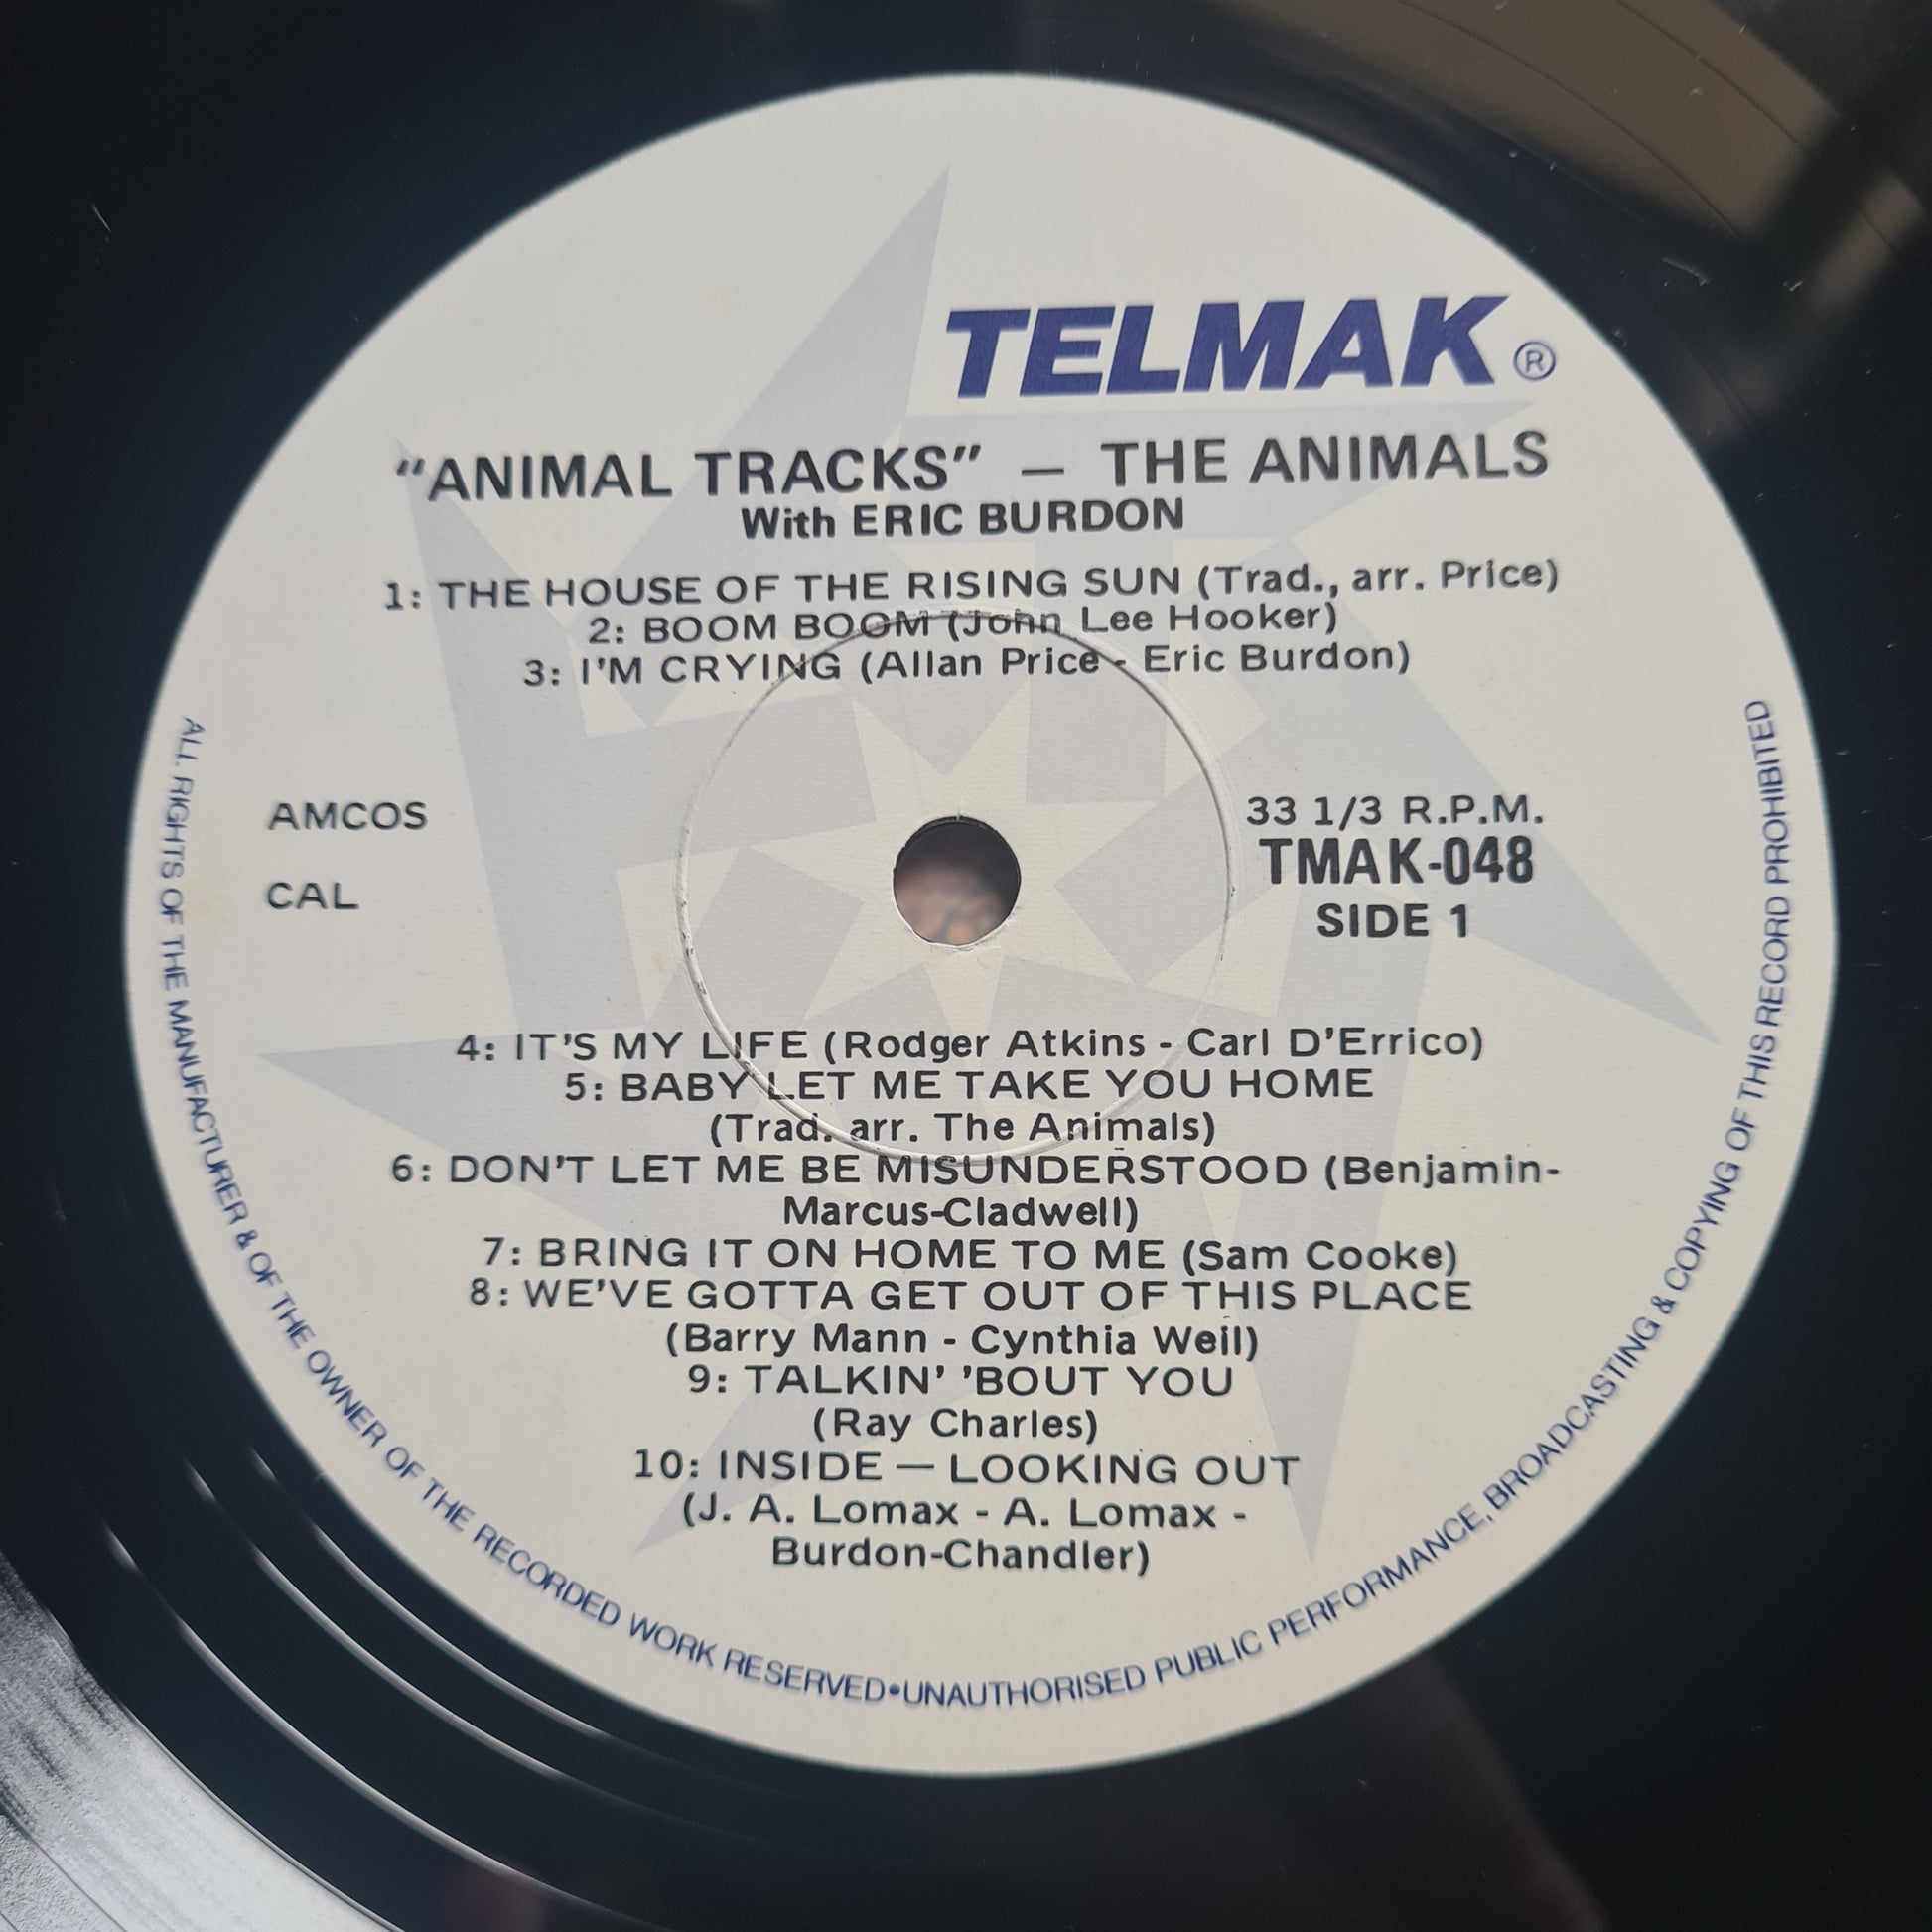 TELMAK ®
"ANIMAL TRACKS" — THE ANIMALS
With ERIC BURDON
1: THE HOUSE OF THE RISING SUN (Trad., arr. Price)
2: BOOM BOOM (John Lee Hooker)
3: I'M CRYING (Allan Price - Eric Burdon)
AMCOS
CAL
33 1/3 R.P.M.
TMAK-048
SIDE 1
4: IT'S MY LIFE (Rodger Atkins - Carl D'Errico)
5: BABY LET ME TAKE YOU HOME
(Trad. arr. The Animals)
6: DON'T LET ME BE MISUNDERSTOOD (Benjamin-
Marcus-Cladwell)
7: BRING IT ON HOME TO ME (Sam Cooke)
8: WE'VE GOTTA GET OUT OF THIS PLACE
(Barry Mann - Cynthia Weil)
9: TALKIN' 'BOUT YOU
(Ray Charles)
10: INSIDE — LOOKING OUT
(J. A. Lomax - A. Lomax -
Burdon-Chandler)
ALL RIGHTS OF THE MANUFACTURER & OF THE OWNER OF THE RECORDED WORK RESERVED•UNAUTHORISED PUBLIC PERFORMANCE, BROADCASTING & COPYING OF THIS RECORD PROHIBITED